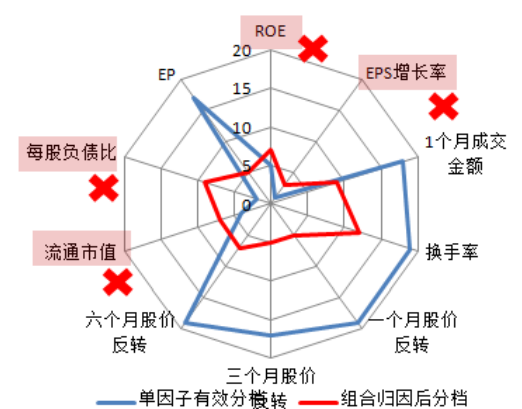 ROE
20
EPS增长率
EP
15
1个月成交
金额
10
每股负债比
5
0
流通市值
换手率
六个月股价
反转
一个月股价
反转
三个月股价
反转
单因子有效分档
组合归因后分档